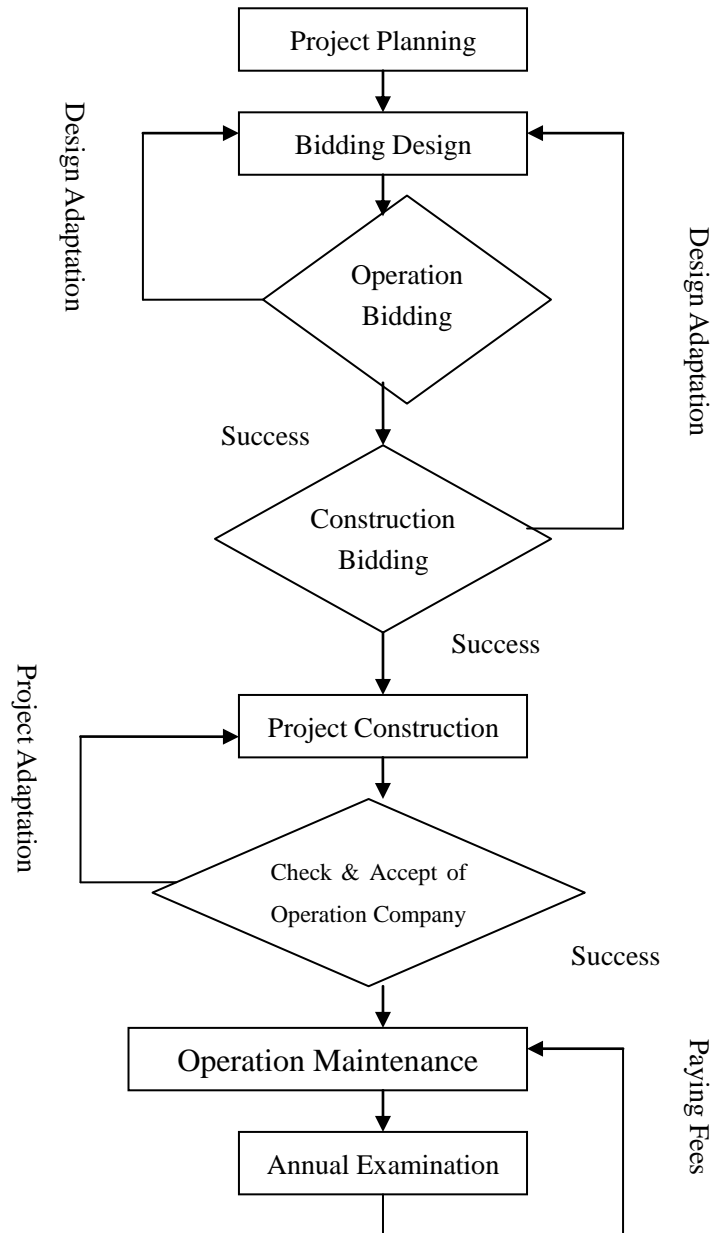 Project Planning
Design Adaptation
Bidding Design
Design Adaptation
Operation
Bidding
Success
Construction
Bidding
Success
Project Adaptation
Project Construction
Check & Accept of
Operation Company
Success
Operation Maintenance
Paying Fees
Annual Examination